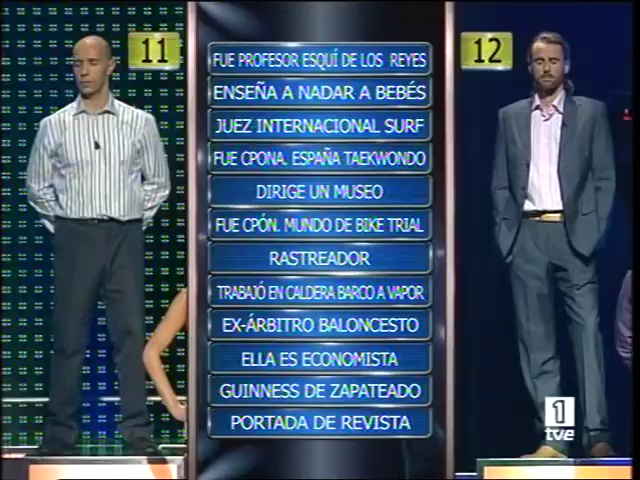 11
12
FUE PROFESOR ESQUÍ DE LOS REYES
ENSEÑA A NADAR A BEBÉS
JUEZ INTERNACIONAL SURF
FUE CPONA. ESPAÑA TAEKWONDO
DIRIGE UN MUSEO
FUE CPÓN. MUNDO DE BIKE TRIAL
RASTREADOR
TRABAJÓ EN CALDERA BARCO A VAPOR
EX-ÁRBITRO BALONCESTO
ELLA ES ECONOMISTA
GUINNESS DE ZAPATEADO
PORTADA DE REVISTA
1
tve